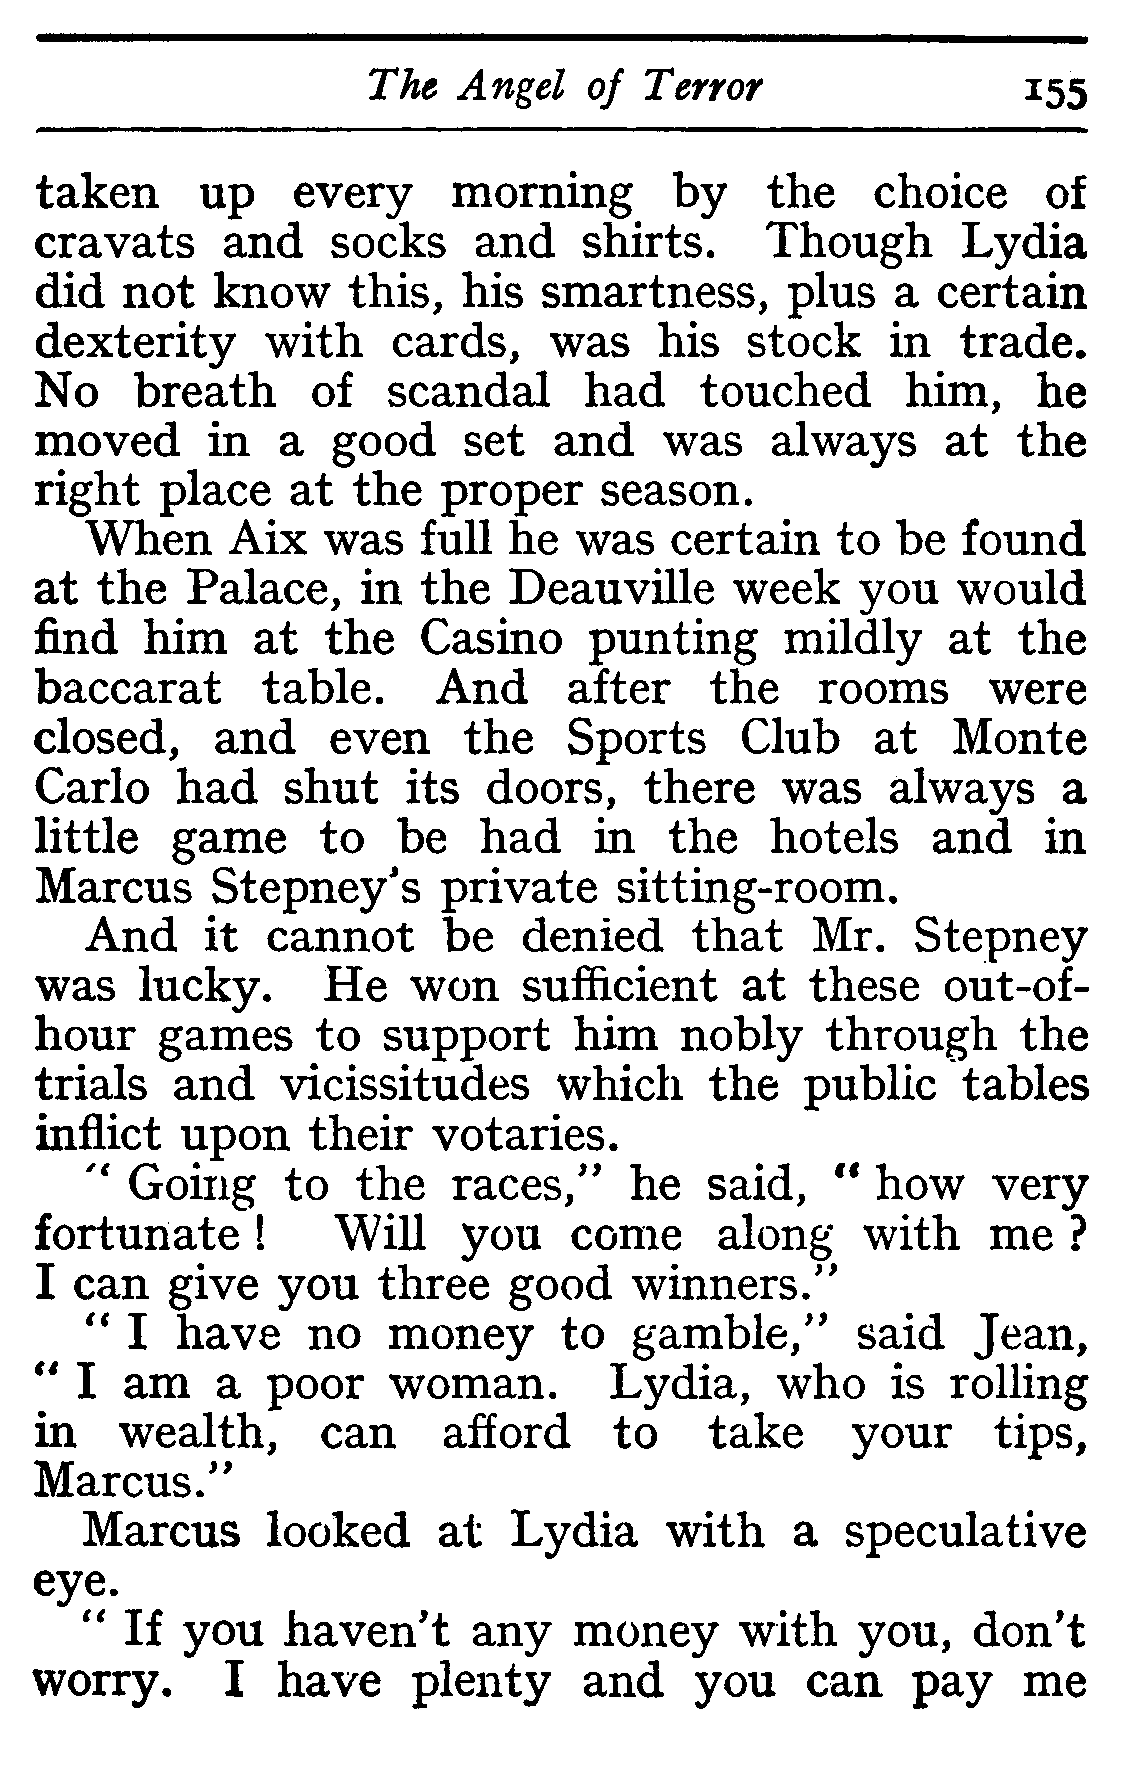 The Angel of Terror 155
taken up every morning by the choice of
cravats and socks and shirts. Though Lydia
did not know this, his smartness, plus a certain
dexterity with cards, was his stock in trade.
No breath of scandal had touched him, he
moved in a good set and was always at the
right place at the proper season.
When Aix was full he was certain to be found
at the Palace, in the Deauville week you would
find him at the Casino punting mildly at the
baccarat table. And after the rooms were
closed, and even the Sports Club at Monte
Carlo had shut its doors, there was always a
little game to be had in the hotels and in
Marcus Stepney's private sitting-room.
And it cannot be denied that Mr. Stepney
was lucky. He won sufficient at these out-of-
hour games to support him nobly through the
trials and vicissitudes which the public tables
inflict upon their votaries.
" Going to the races," he said, " how very
fortunate ! Will you come along with me ?
I can give you three good winners."
" I have no money to gamble," said Jean,
" I am a poor woman. Lydia, who is rolling
in wealth, can afford to take your tips,
Marcus."
Marcus looked at Lydia with a speculative
eye.
" If you haven't any money with you, don't
worry. I have plenty and you can pay me